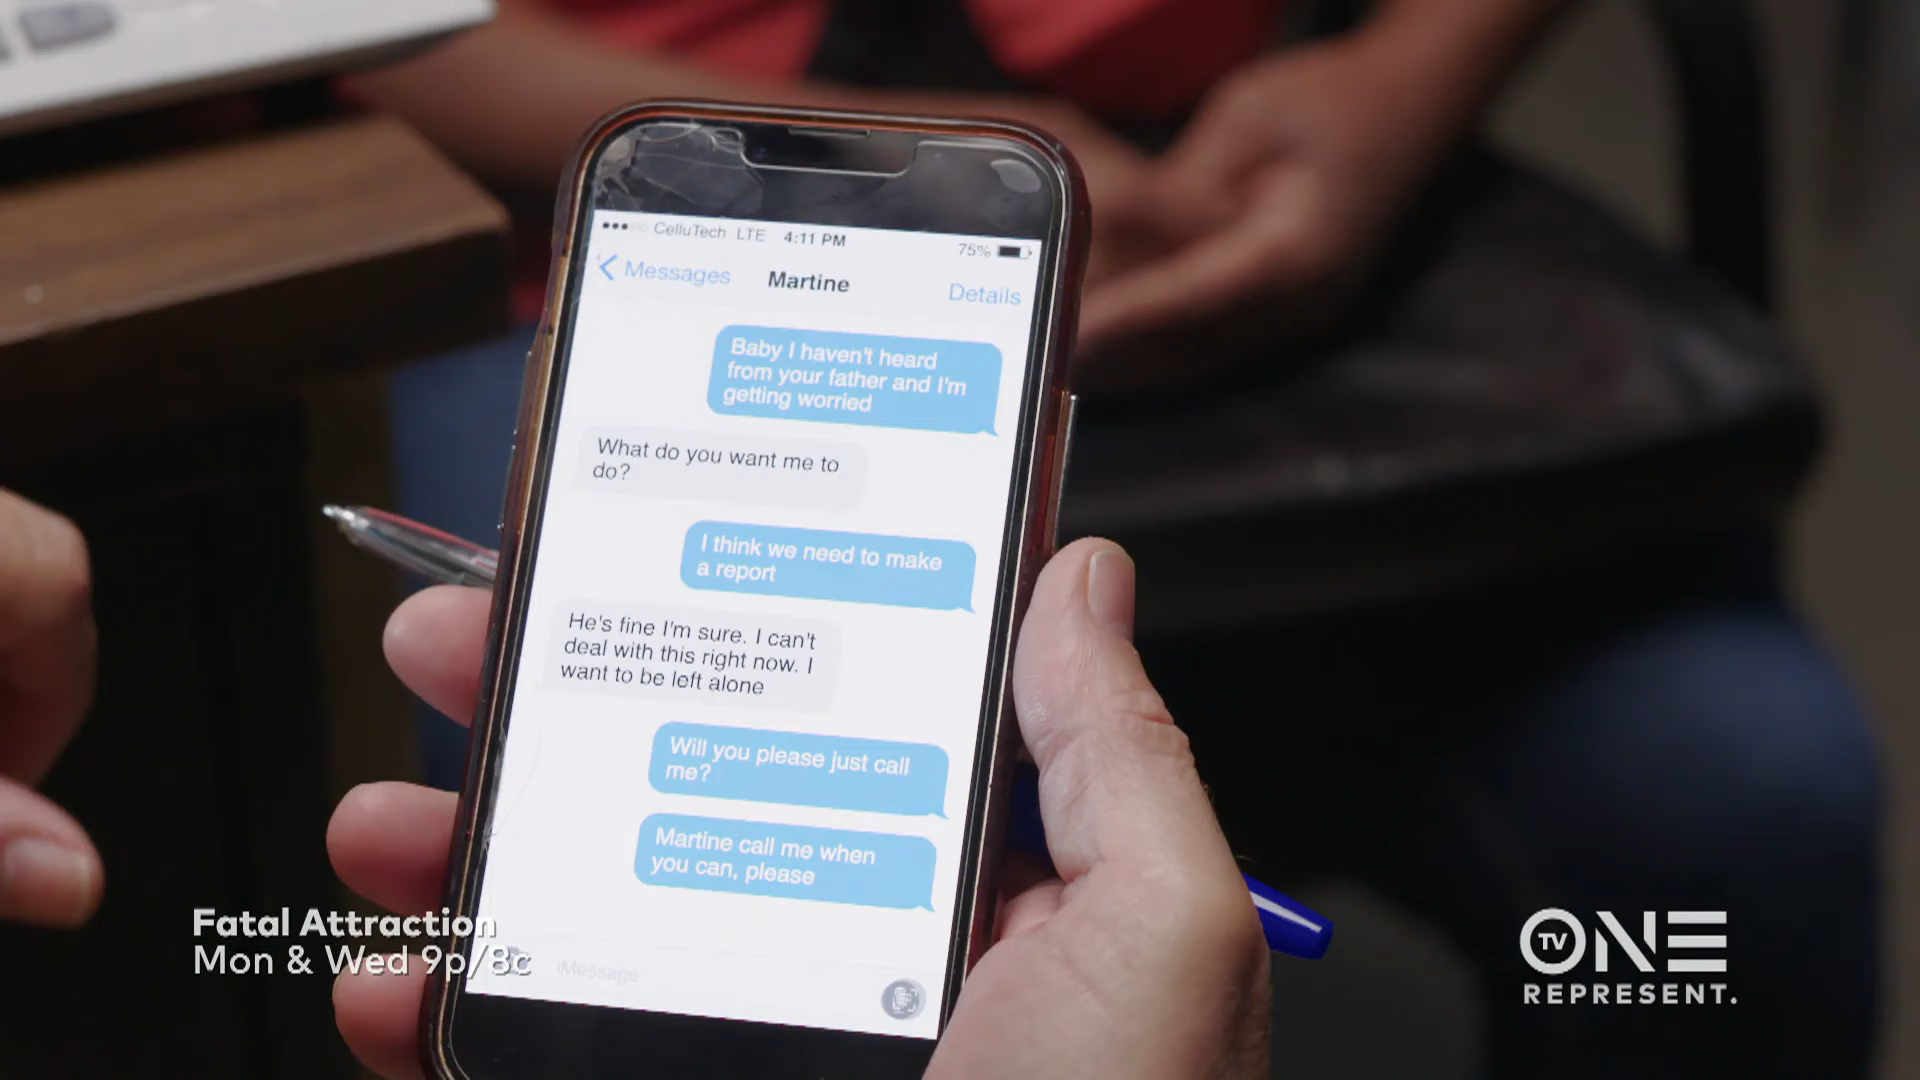 CelluTech LTE 4:11 PM 75%
Messages Martine Details
Baby I haven't heard
from your father and I'm
getting worried
What do you want me to
do?
I think we need to make
a report
He's fine I'm sure. I can't
deal with this right now. I
want to be left alone
Will you please just call
me?
Martine call me when
you can, please
iMessage
Fatal Attraction
Mon & Wed 9p/8c
TV ONE
REPRESENT.